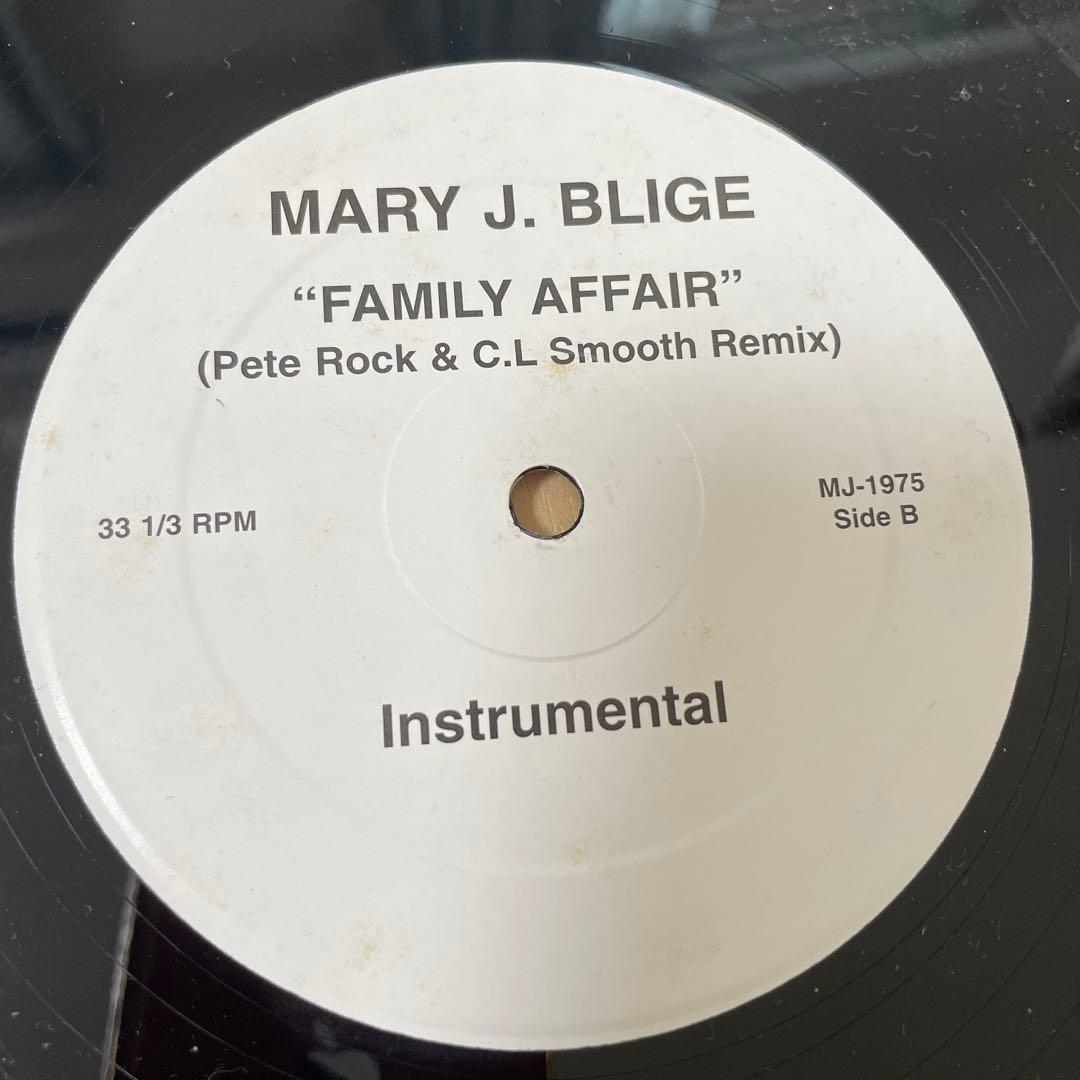 MARY J. BLIGE
“FAMILY AFFAIR”
(Pete Rock & C.L Smooth Remix)
33 1/3 RPM
MJ-1975
Side B
Instrumental